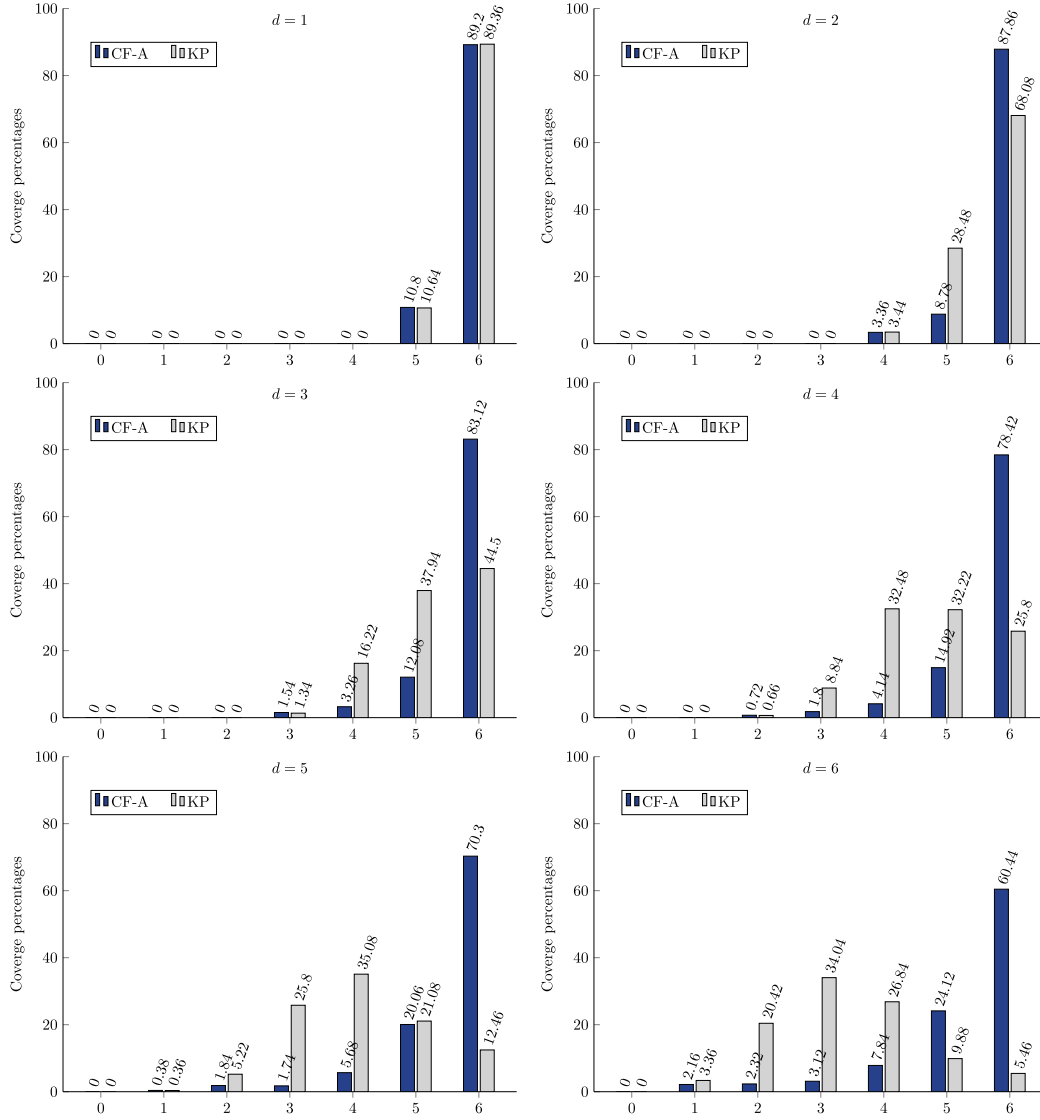 d = 1
CF-A KP
Coverge percentages
100
80
60
40
20
0
0 0 0 0 0 0 0 0 0 0 10.8 10.64 89.2 89.36
0 1 2 3 4 5 6
d = 2
CF-A KP
Coverge percentages
100
80
60
40
20
0
0 0 0 0 0 0 0 0 3.36 3.44 8.78 28.48 87.86 68.08
0 1 2 3 4 5 6
d = 3
CF-A KP
Coverge percentages
100
80
60
40
20
0
0 0 0 0 0 0 1.54 1.34 3.26 16.22 12.08 37.94 83.12 44.5
0 1 2 3 4 5 6
d = 4
CF-A KP
Coverge percentages
100
80
60
40
20
0
0 0 0 0 0.72 0.66 1.8 8.84 4.14 32.48 14.92 32.22 78.42 25.8
0 1 2 3 4 5 6
d = 5
CF-A KP
Coverge percentages
100
80
60
40
20
0
0 0 0.38 0.36 1.84 5.22 1.74 25.8 5.68 35.08 20.06 21.08 70.3 12.46
0 1 2 3 4 5 6
d = 6
CF-A KP
Coverge percentages
100
80
60
40
20
0
0 0 2.16 3.36 2.32 20.42 3.12 34.04 7.84 26.84 24.12 9.88 60.44 5.46
0 1 2 3 4 5 6